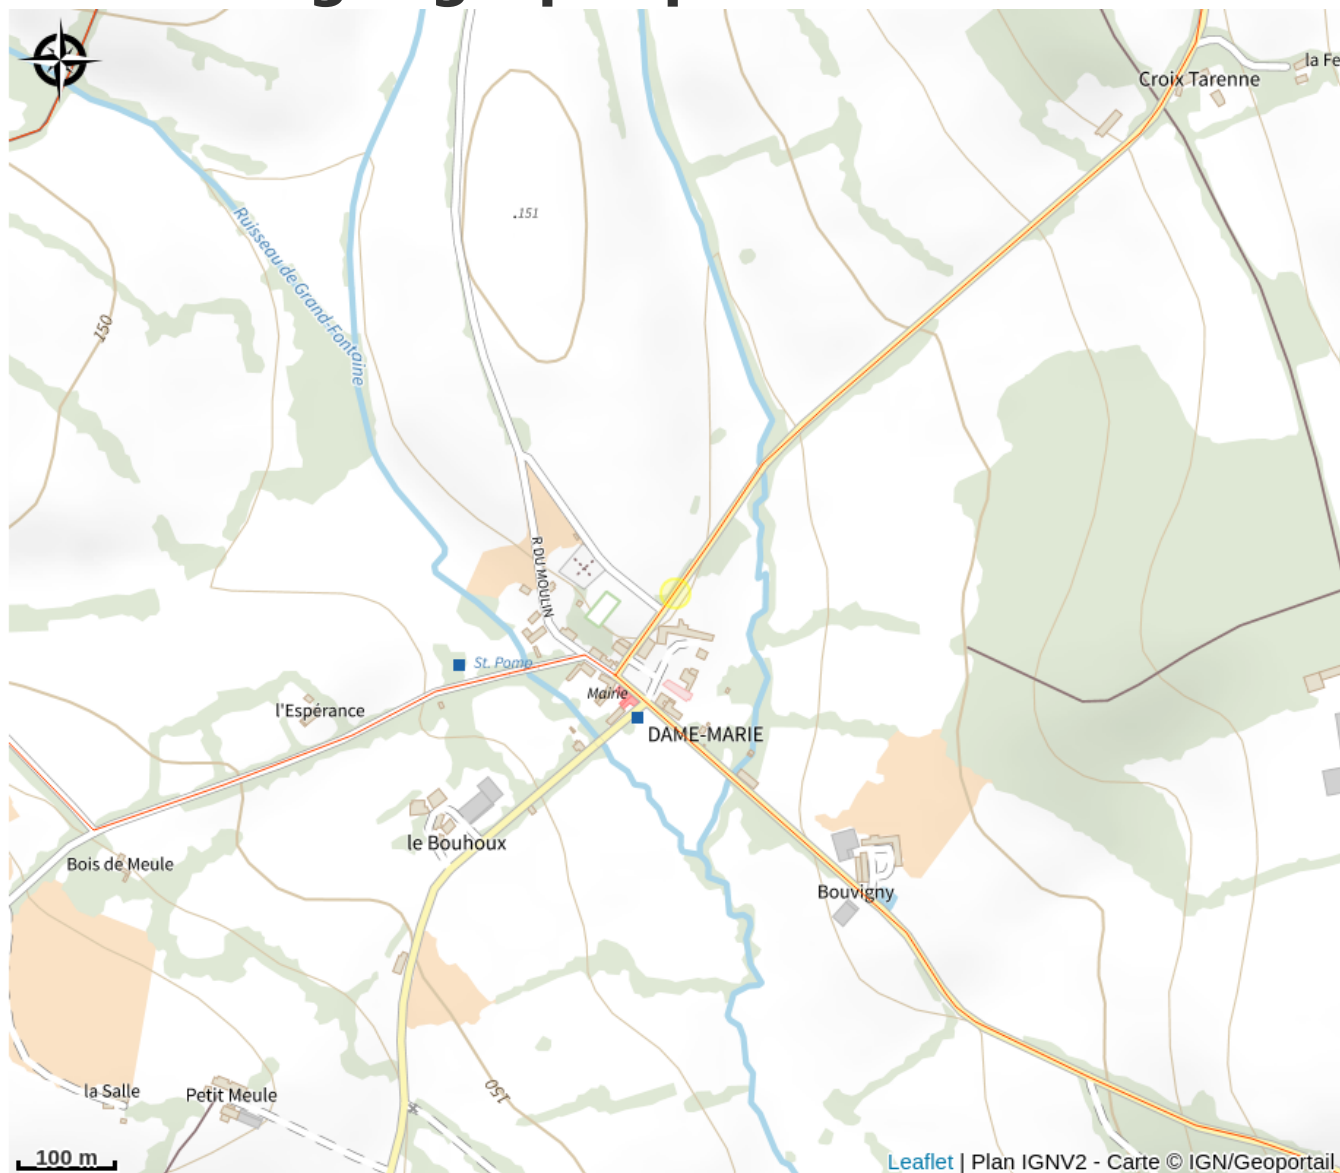 Croix Tarenne
la Fe
.151
Ruisseau de Grand-Fontaine
150
R DU MOULIN
St. Pomp.
Mairie
l'Espérance
DAME-MARIE
le Bouhoux
Bois de Meule
Bouvigny
150
la Salle
Petit Meule
100 m
Leaflet | Plan IGNV2 - Carte © IGN/Geoportail